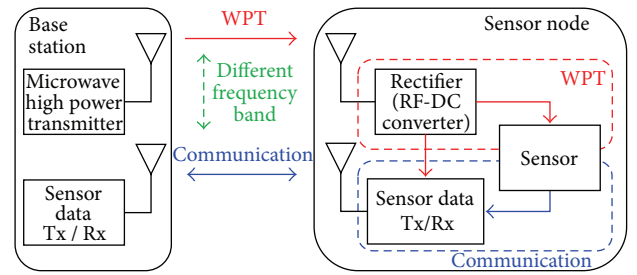 Base
station
Microwave
high power
transmitter
Sensor
data
Tx / Rx
WPT
Different
frequency
band
Communication
Sensor node
Rectifier
(RF-DC
converter)
WPT
Sensor
Sensor data
Tx/Rx
Communication